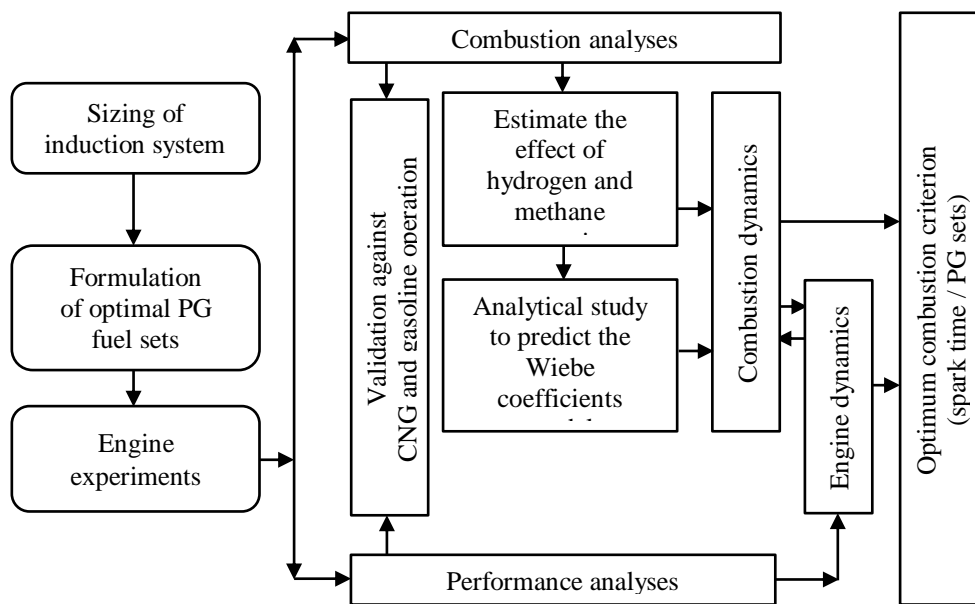 Combustion analyses
Sizing of
induction system
Formulation
of optimal PG
fuel sets
Engine
experiments
Validation against
CNG and gasoline operation
Estimate the
effect of
hydrogen and
methane
Analytical study
to predict the
Wiebe
coefficients
Combustion dynamics
Engine dynamics
Optimum combustion criterion
(spark time / PG sets)
Performance analyses